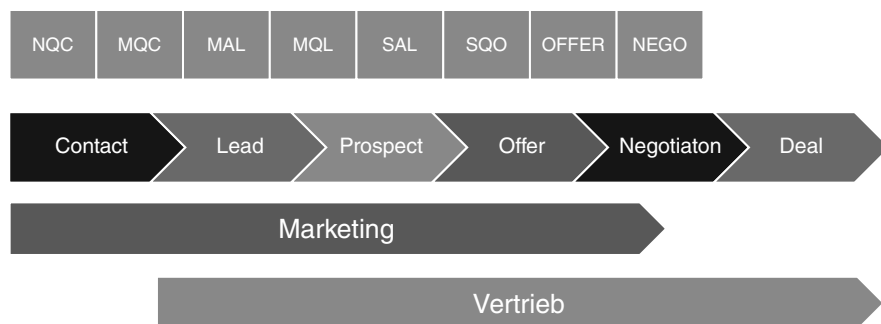 NQC MQC MAL MQL SAL SQO OFFER NEGO
Contact Lead Prospect Offer Negotiaton Deal
Marketing
Vertrieb